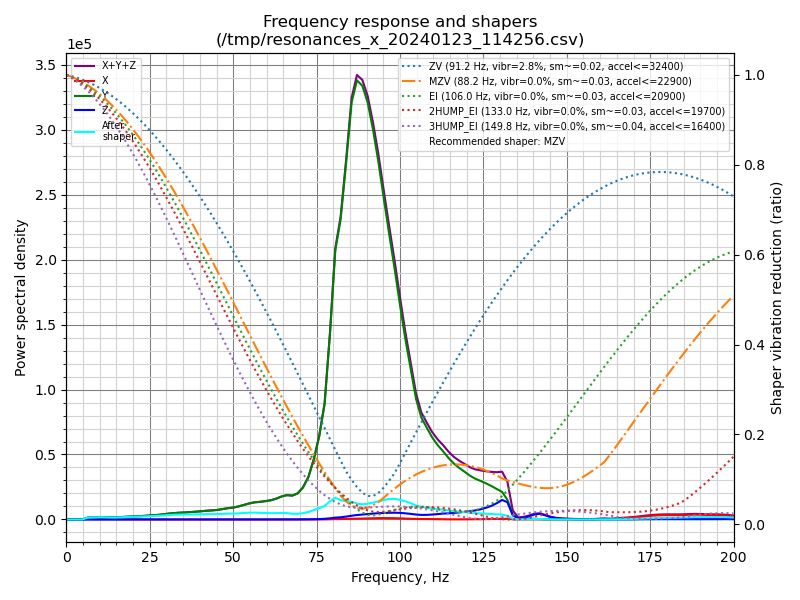 Frequency response and shapers
(/tmp/resonances_x_20240123_114256.csv)
1e5
X+Y+Z
X
Y
Z
After
shaper
ZV (91.2 Hz, vibr=2.8%, sm~=0.02, accel<=32400)
MZV (88.2 Hz, vibr=0.0%, sm~=0.03, accel<=22900)
EI (106.0 Hz, vibr=0.0%, sm~=0.03, accel<=20900)
2HUMP_EI (133.0 Hz, vibr=0.0%, sm~=0.03, accel<=19700)
3HUMP_EI (149.8 Hz, vibr=0.0%, sm~=0.04, accel<=16400)
Recommended shaper: MZV
3.5
3.0
2.5
2.0
1.5
1.0
0.5
0.0
Power spectral density
1.0
0.8
0.6
0.4
0.2
0.0
Shaper vibration reduction (ratio)
0 25 50 75 100 125 150 175 200
Frequency, Hz